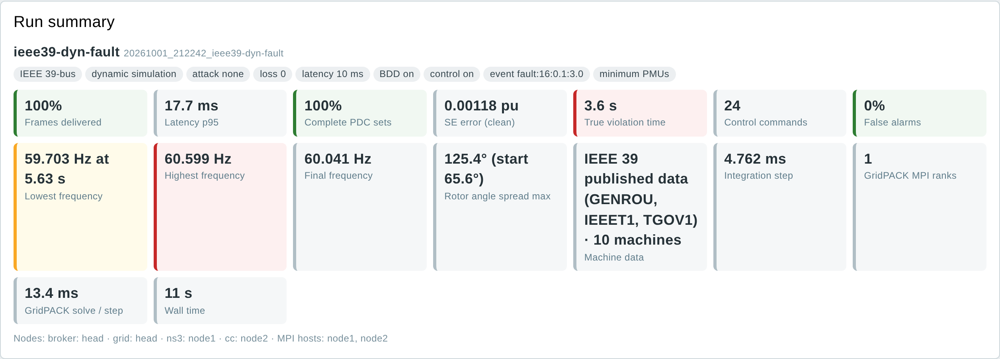 Run summary
ieee39-dyn-fault 20261001_212242_ieee39-dyn-fault
IEEE 39-bus dynamic simulation attack none loss 0 latency 10 ms BDD on control on event fault:16:0.1:3.0 minimum PMUs
100%
Frames delivered
17.7 ms
Latency p95
100%
Complete PDC sets
0.00118 pu
SE error (clean)
3.6 s
True violation time
24
Control commands
0%
False alarms
59.703 Hz at
5.63 s
Lowest frequency
60.599 Hz
Highest frequency
60.041 Hz
Final frequency
125.4° (start
65.6°)
Rotor angle spread max
IEEE 39
published data
(GENROU,
IEEET1, TGOV1)
· 10 machines
Machine data
4.762 ms
Integration step
1
GridPACK MPI ranks
13.4 ms
GridPACK solve / step
11 s
Wall time
Nodes: broker: head · grid: head · ns3: node1 · cc: node2 · MPI hosts: node1, node2